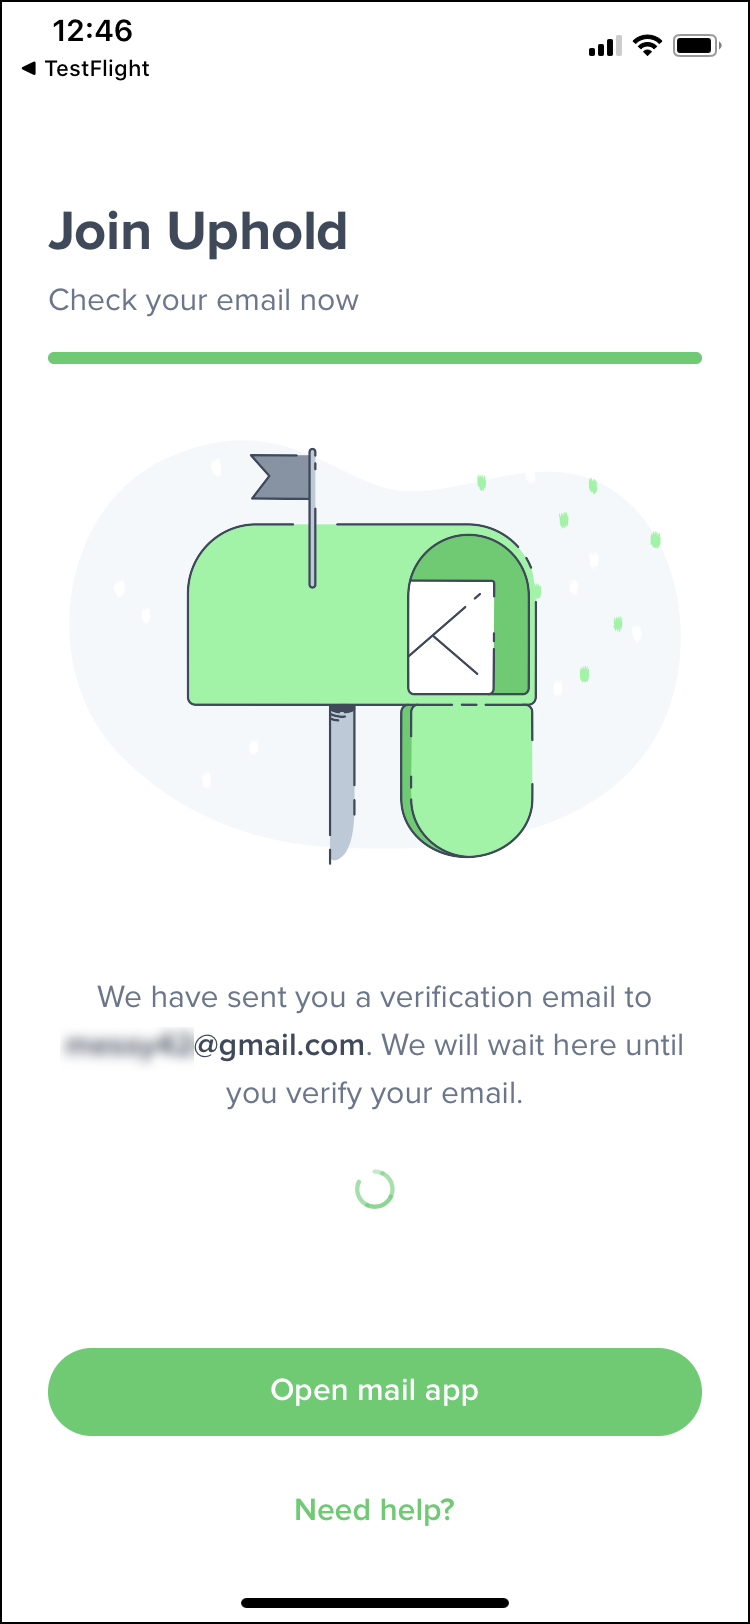 12:46
◀ TestFlight
Join Uphold
Check your email now
We have sent you a verification email to
@gmail.com. We will wait here until
you verify your email.
Open mail app
Need help?